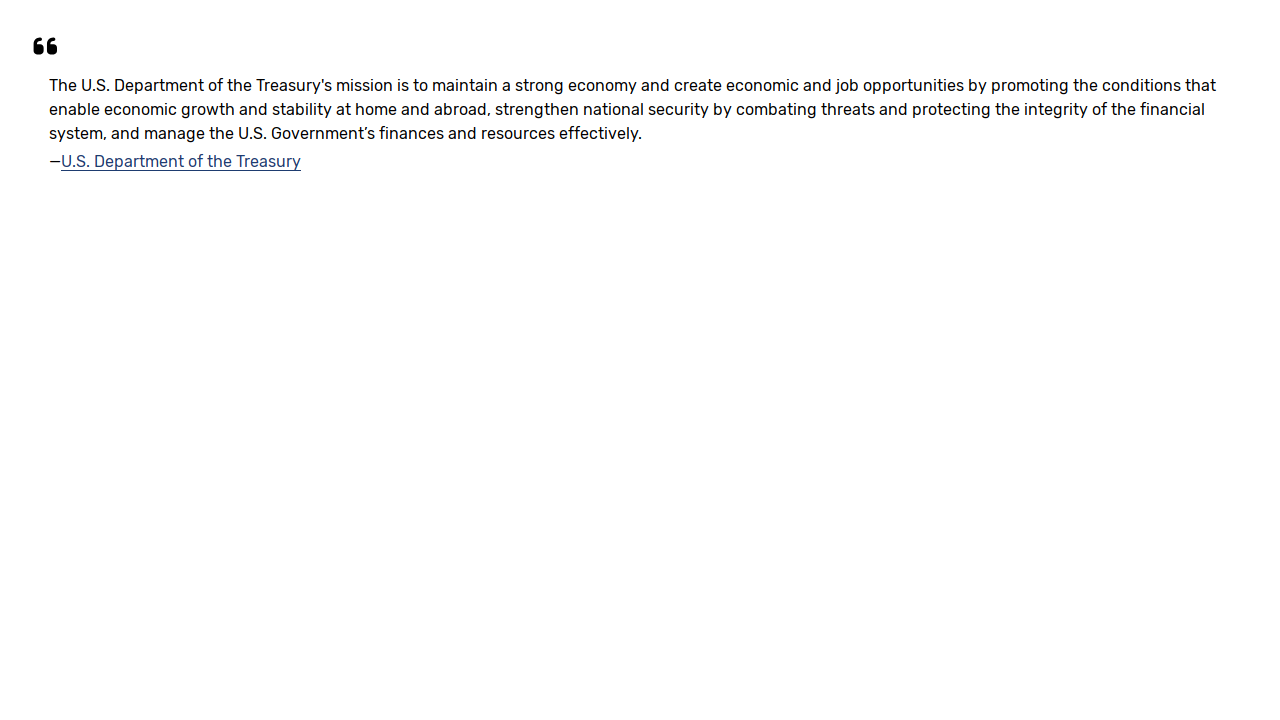 “
The U.S. Department of the Treasury's mission is to maintain a strong economy and create economic and job opportunities by promoting the conditions that
enable economic growth and stability at home and abroad, strengthen national security by combating threats and protecting the integrity of the financial
system, and manage the U.S. Government’s finances and resources effectively.
—U.S. Department of the Treasury